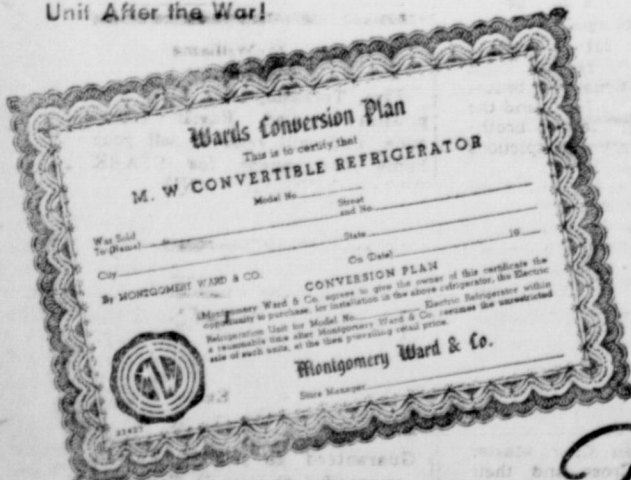 Unit After the War!
Wards Conversion Plan
This is to certify that
M. W. CONVERTIBLE REFRIGERATOR
Model No.
Was Sold
To (Name)
Street
and No.
City
State
On (Date)
19
By MONTGOMERY WARD & CO.
CONVERSION PLAN
Montgomery Ward & Co. agrees to give the owner of this certificate the
opportunity to purchase, for installation in the above refrigerator, the Electric
Refrigeration Unit for Model No. Electric Refrigerator within
a reasonable time after Montgomery Ward & Co. resumes the unrestricted
sale of such units, at the then prevailing retail price.
MW
Montgomery Ward & Co.
Store Manager
Guaranteed